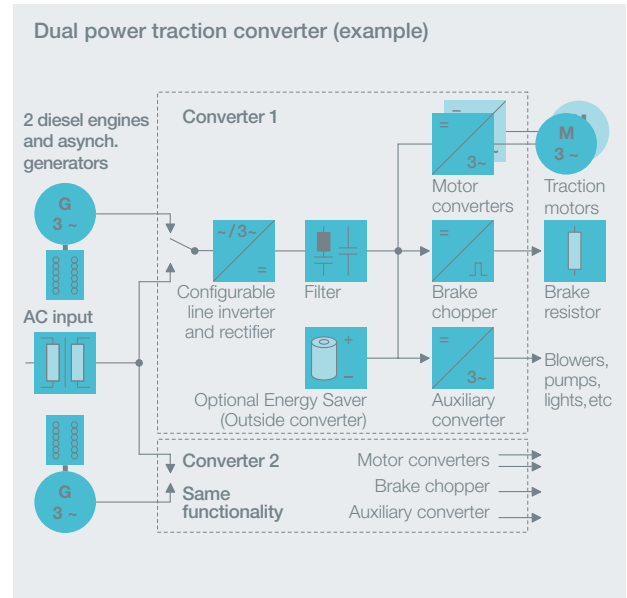 Dual power traction converter (example)
2 diesel engines
and asynch.
generators
Converter 1
G
3 ~
=
3~
~
M
3 ~
Motor
converters
Traction
motors
~/3~
=
Configurable
line inverter
and rectifier
Filter
=
Brake
chopper
Brake
resistor
AC input
+
–
Optional Energy Saver
(Outside converter)
=
3~
Auxiliary
converter
Blowers,
pumps,
lights, etc
G
3 ~
Converter 2
Same
functionality
Motor converters
Brake chopper
Auxiliary converter